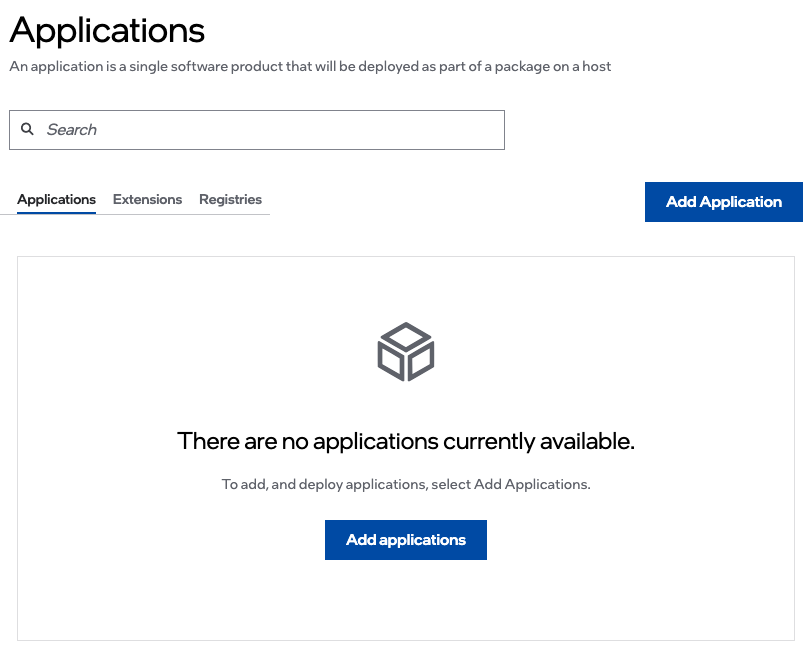 Applications
An application is a single software product that will be deployed as part of a package on a host
Search
Applications Extensions Registries
Add Application
There are no applications currently available.
To add, and deploy applications, select Add Applications.
Add applications